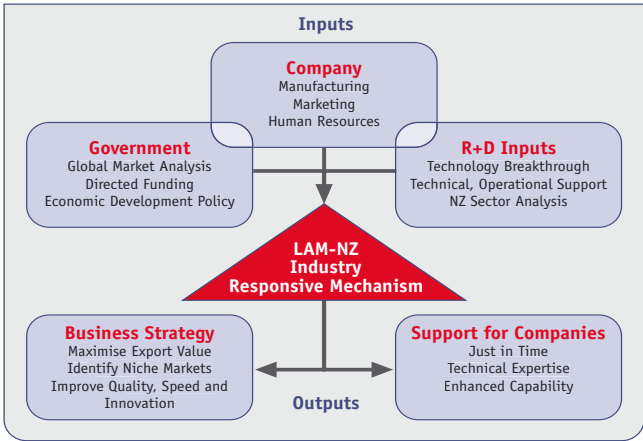 Inputs
Company
Manufacturing
Marketing
Human Resources
Government
Global Market Analysis
Directed Funding
Economic Development Policy
R+D Inputs
Technology Breakthrough
Technical, Operational Support
NZ Sector Analysis
LAM-NZ
Industry
Responsive Mechanism
Business Strategy
Maximise Export Value
Identify Niche Markets
Improve Quality, Speed and
Innovation
Support for Companies
Just in Time
Technical Expertise
Enhanced Capability
Outputs